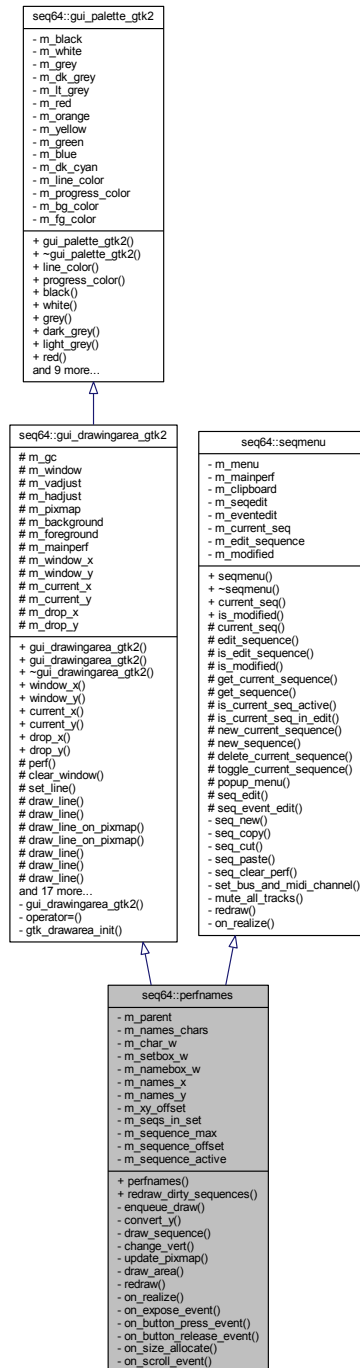 seq64::gui_palette_gtk2
- m_black
- m_white
- m_grey
- m_dk_grey
- m_lt_grey
- m_red
- m_orange
- m_yellow
- m_green
- m_blue
- m_dk_cyan
- m_line_color
- m_progress_color
- m_bg_color
- m_fg_color
+ gui_palette_gtk2()
+ ~gui_palette_gtk2()
+ line_color()
+ progress_color()
+ black()
+ white()
+ grey()
+ dark_grey()
+ light_grey()
+ red()
and 9 more...
seq64::gui_drawingarea_gtk2
# m_gc
# m_window
# m_vadjust
# m_hadjust
# m_pixmap
# m_background
# m_foreground
# m_mainperf
# m_window_x
# m_window_y
# m_current_x
# m_current_y
# m_drop_x
# m_drop_y
+ gui_drawingarea_gtk2()
+ gui_drawingarea_gtk2()
+ ~gui_drawingarea_gtk2()
+ window_x()
+ window_y()
+ current_x()
+ current_y()
+ drop_x()
+ drop_y()
# perf()
# clear_window()
# set_line()
# draw_line()
# draw_line()
# draw_line_on_pixmap()
# draw_line_on_pixmap()
# draw_line()
# draw_line()
# draw_line()
and 17 more...
- gui_drawingarea_gtk2()
- operator=()
- gtk_drawarea_init()
seq64::seqmenu
- m_menu
- m_mainperf
- m_clipboard
- m_seqedit
- m_eventedit
- m_current_seq
- m_edit_sequence
- m_modified
+ seqmenu()
+ ~seqmenu()
+ current_seq()
+ is_modified()
# current_seq()
# edit_sequence()
# is_edit_sequence()
# is_modified()
# get_current_sequence()
# get_sequence()
# is_current_seq_active()
# is_current_seq_in_edit()
# new_current_sequence()
# new_sequence()
# delete_current_sequence()
# toggle_current_sequence()
# popup_menu()
# seq_edit()
# seq_event_edit()
- seq_new()
- seq_copy()
- seq_cut()
- seq_paste()
- seq_clear_perf()
- set_bus_and_midi_channel()
- mute_all_tracks()
- redraw()
- on_realize()
seq64::perfnames
- m_parent
- m_names_chars
- m_char_w
- m_setbox_w
- m_namebox_w
- m_names_x
- m_names_y
- m_xy_offset
- m_seqs_in_set
- m_sequence_max
- m_sequence_offset
- m_sequence_active
+ perfnames()
+ redraw_dirty_sequences()
- enqueue_draw()
- convert_y()
- draw_sequence()
- change_vert()
- update_pixmap()
- draw_area()
- redraw()
- on_realize()
- on_expose_event()
- on_button_press_event()
- on_button_release_event()
- on_size_allocate()
- on_scroll_event()